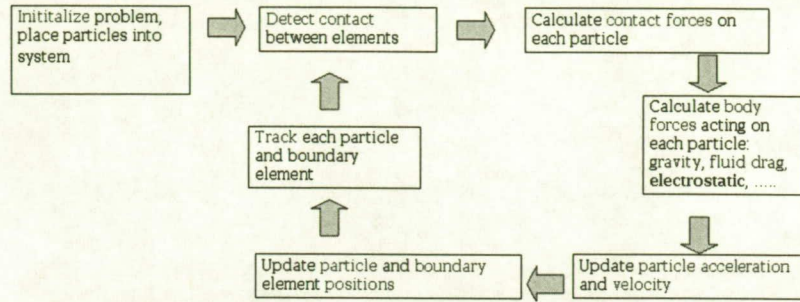 Inititalize problem,
place particles into
system
Detect contact
between elements
Calculate contact forces on
each particle
Calculate body
forces acting on
each particle:
gravity, fluid drag,
electrostatic, .....
Update particle acceleration
and velocity
Update particle and boundary
element positions
Track each particle
and boundary
element